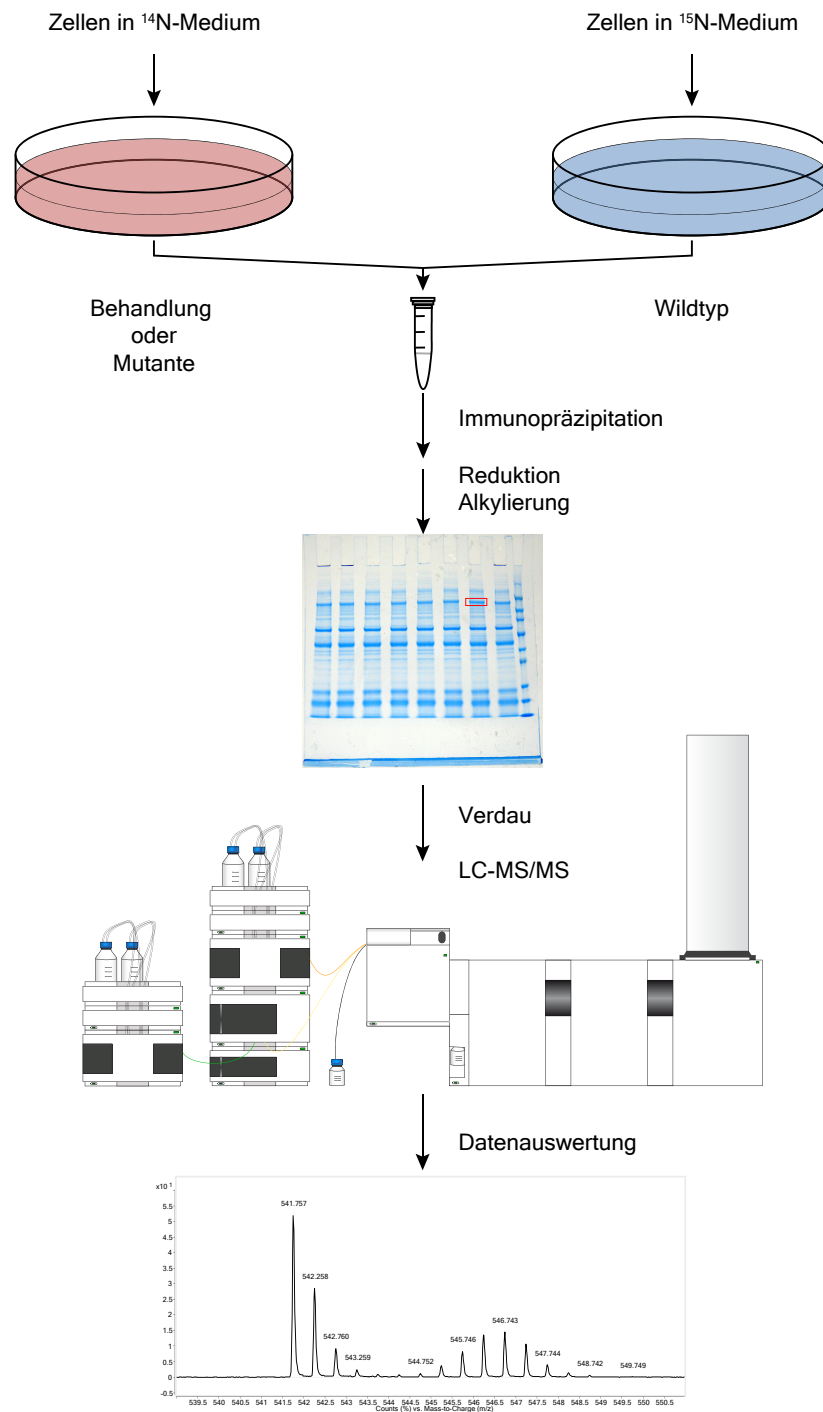 Zellen in ¹⁴N-Medium
Zellen in ¹⁵N-Medium
Behandlung
oder
Mutante
Wildtyp
Immunopräzipitation
Reduktion
Alkylierung
Verdau
LC-MS/MS
Datenauswertung
x10 1
5.5
5
4.5
4
3.5
3
2.5
2
1.5
1
0.5
0
-0.5
541.757
542.258
542.760
543.259
544.752
545.746
546.743
547.744
548.742
549.749
539.5 540 540.5 541 541.5 542 542.5 543 543.5 544 544.5 545 545.5 546 546.5 547 547.5 548 548.5 549 549.5 550 550.5
Counts (%) vs. Mass-to-Charge (m/z)